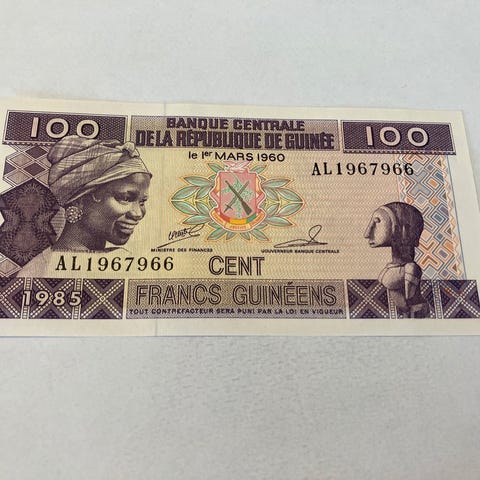 100
BANQUE CENTRALE
DE LA RÉPUBLIQUE DE GUINÉE
100
le 1er MARS 1960
AL1967966
MINISTRE DES FINANCES
GOUVERNEUR BANQUE CENTRALE
AL1967966
CENT
1985
FRANCS GUINÉENS
TOUT CONTREFACTEUR SERA PUNI PAR LA LOI EN VIGUEUR